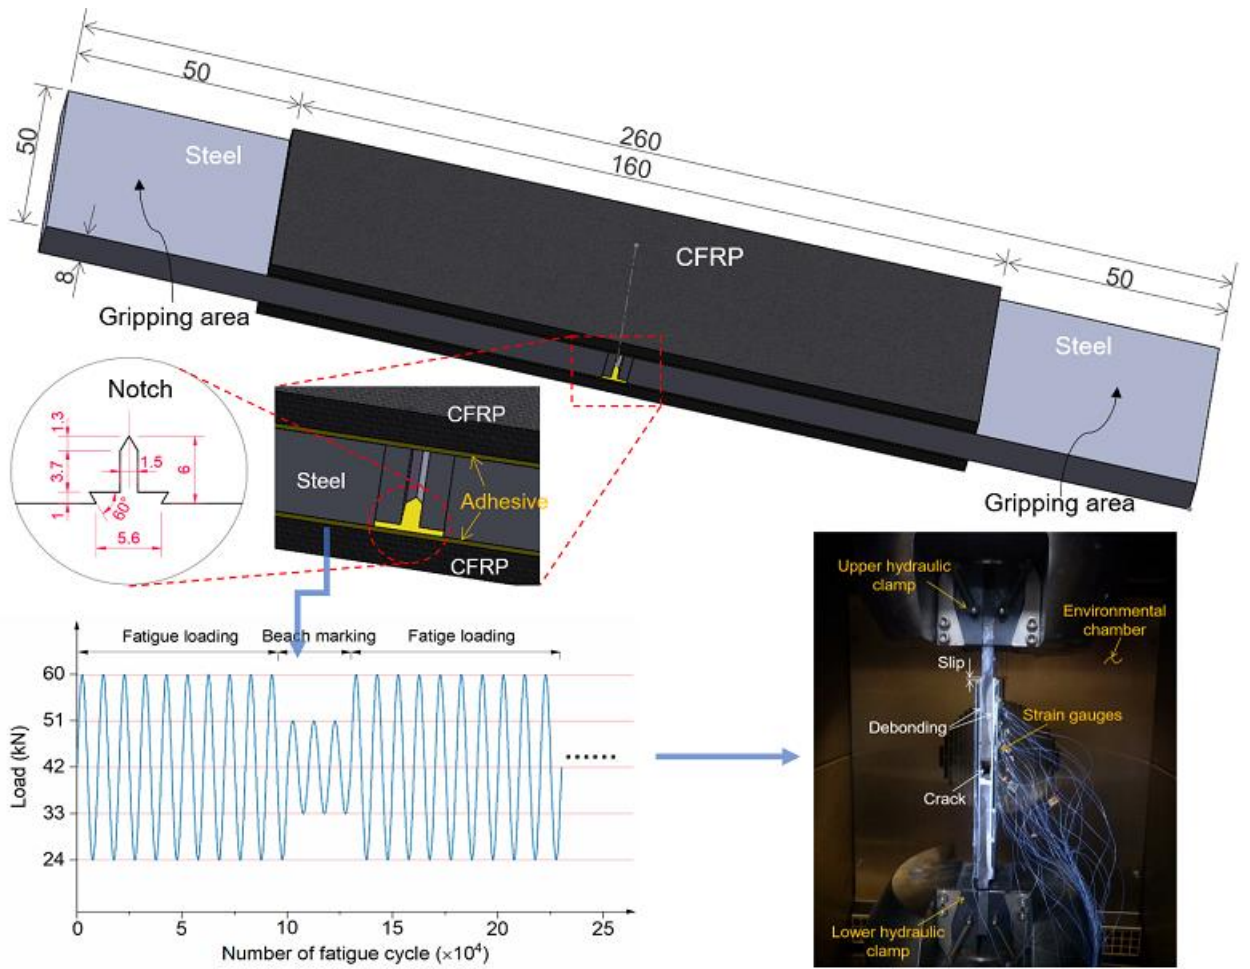 50
260
160
50
50
8
Steel
CFRP
Steel
Gripping area
Gripping area
Notch
1.3
3.7
1
1.5
6
60°
5.6
CFRP
Steel
Adhesive
CFRP
Fatigue loading
Beach marking
Fatige loading
Load (kN)
60
51
42
33
24
0
5
10
15
20
25
Number of fatigue cycle (×10⁴)
Upper hydraulic
clamp
Environmental
chamber
Slip
Debonding
Strain gauges
Crack
Lower hydraulic
clamp